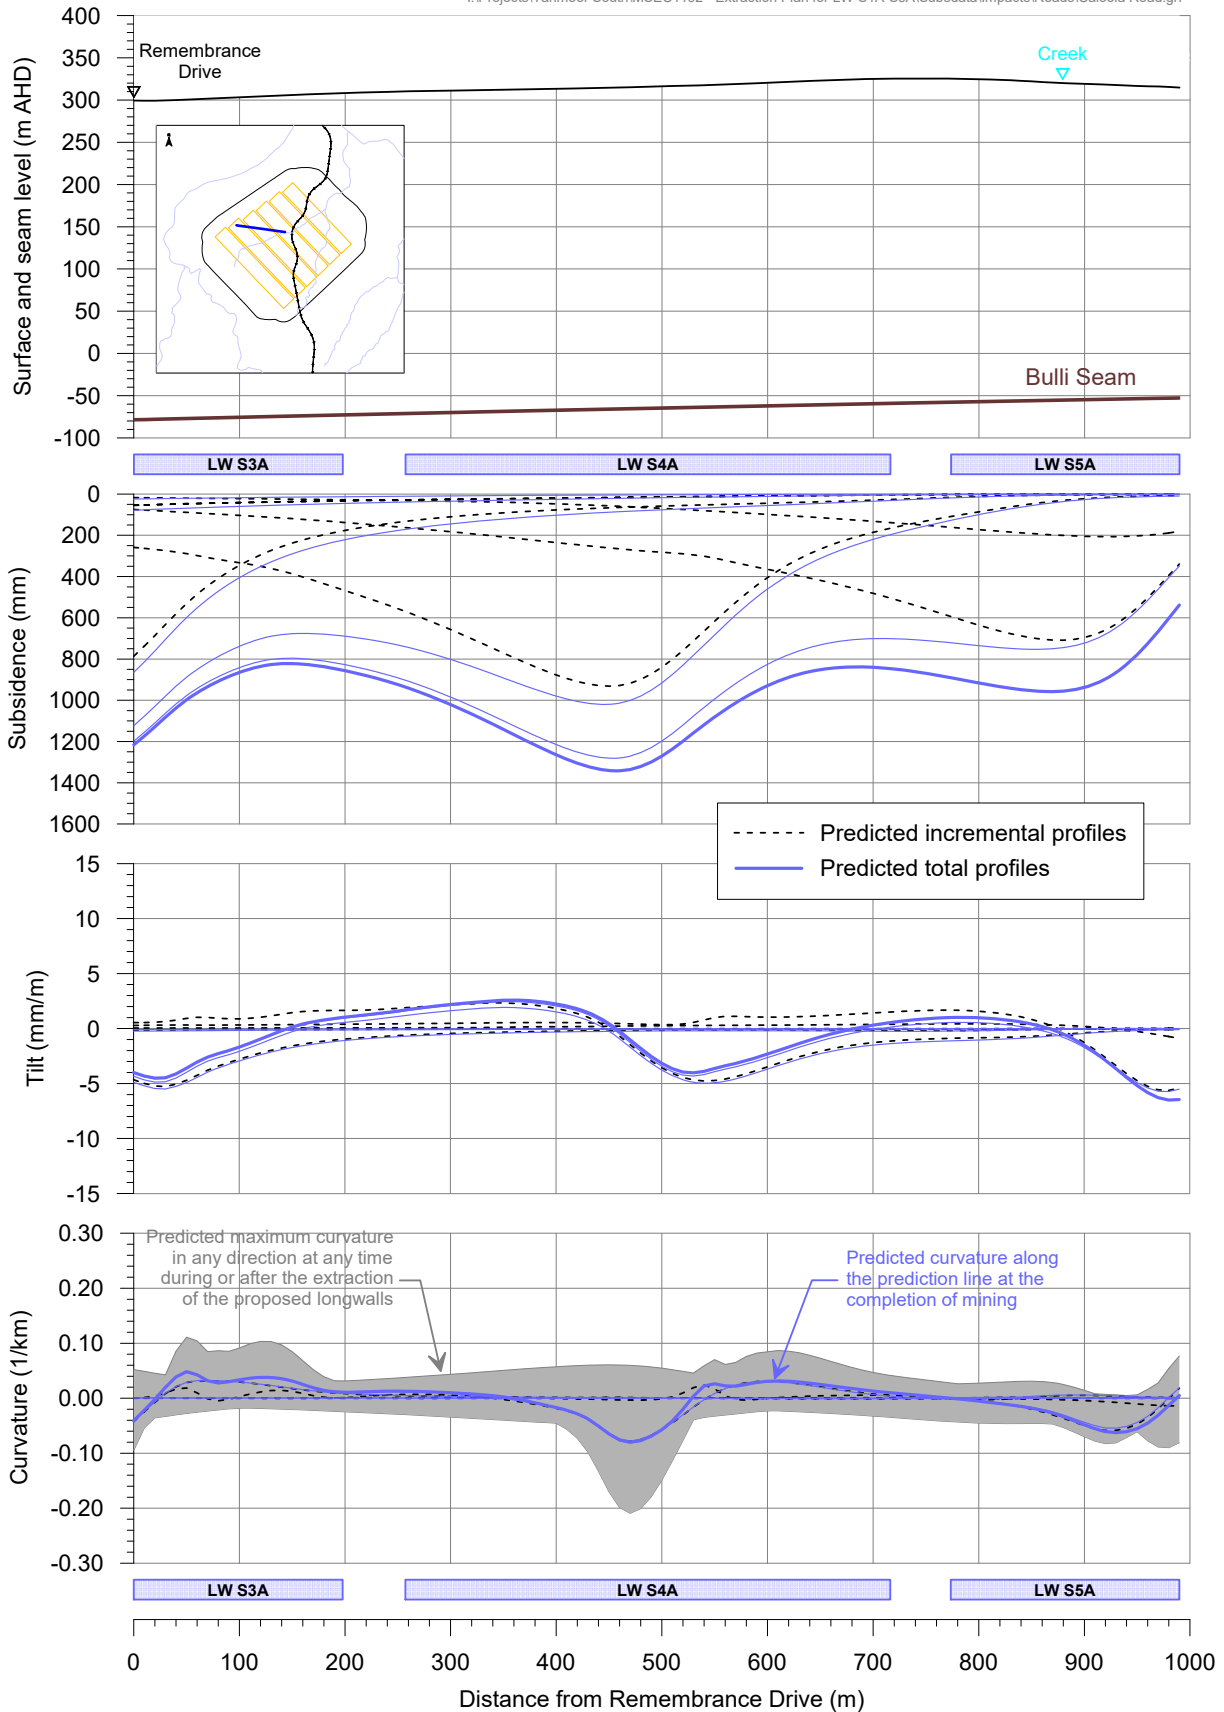 400
350
300
250
200
150
100
50
0
-50
-100
Surface and seam level (m AHD)
Remembrance
Drive
Creek
Bulli Seam
LW S3A
LW S4A
LW S5A
0
200
400
600
800
1000
1200
1400
1600
Subsidence (mm)
Predicted incremental profiles
Predicted total profiles
15
10
5
0
-5
-10
-15
Tilt (mm/m)
0.30
0.20
0.10
0.00
-0.10
-0.20
-0.30
Curvature (1/km)
Predicted maximum curvature
in any direction at any time
during or after the extraction
of the proposed longwalls
Predicted curvature along
the prediction line at the
completion of mining
LW S3A
LW S4A
LW S5A
0 100 200 300 400 500 600 700 800 900 1000
Distance from Remembrance Drive (m)